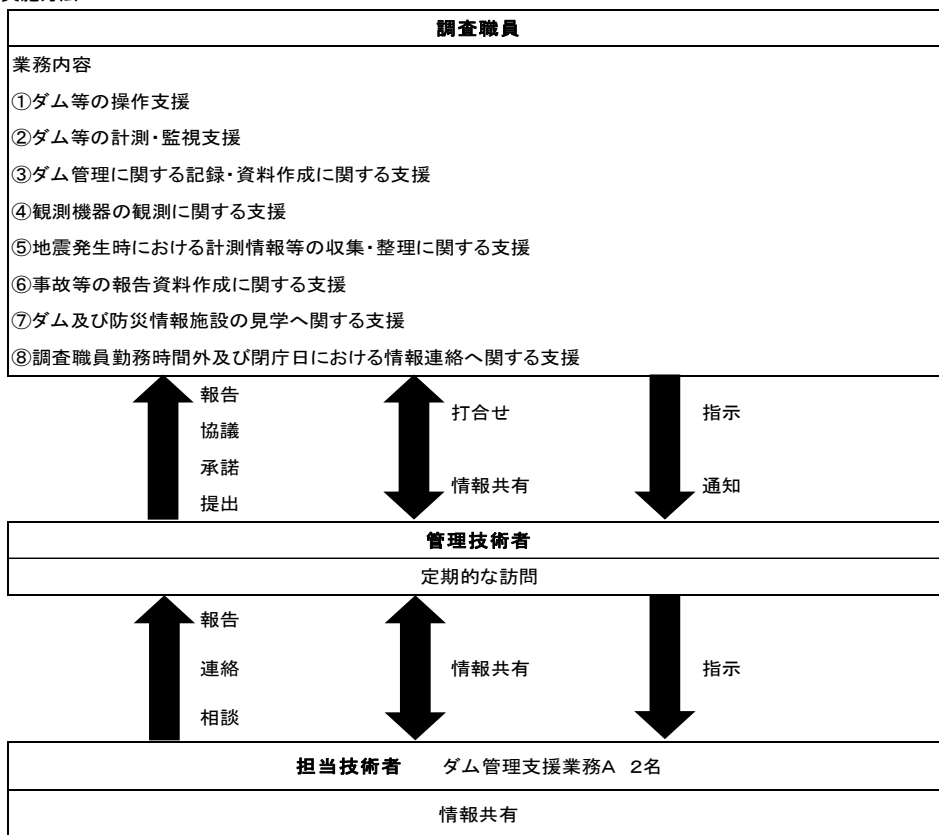 調査職員
業務内容
①ダム等の操作支援
②ダム等の計測・監視支援
③ダム管理に関する記録・資料作成に関する支援
④観測機器の観測に関する支援
⑤地震発生時における計測情報等の収集・整理に関する支援
⑥事故等の報告資料作成に関する支援
⑦ダム及び防災情報施設の見学へ関する支援
⑧調査職員勤務時間外及び閉庁日における情報連絡へ関する支援
報告
協議
承諾
提出
打合せ
情報共有
指示
通知
管理技術者
定期的な訪問
報告
連絡
相談
情報共有
指示
担当技術者　ダム管理支援業務A　2名
情報共有